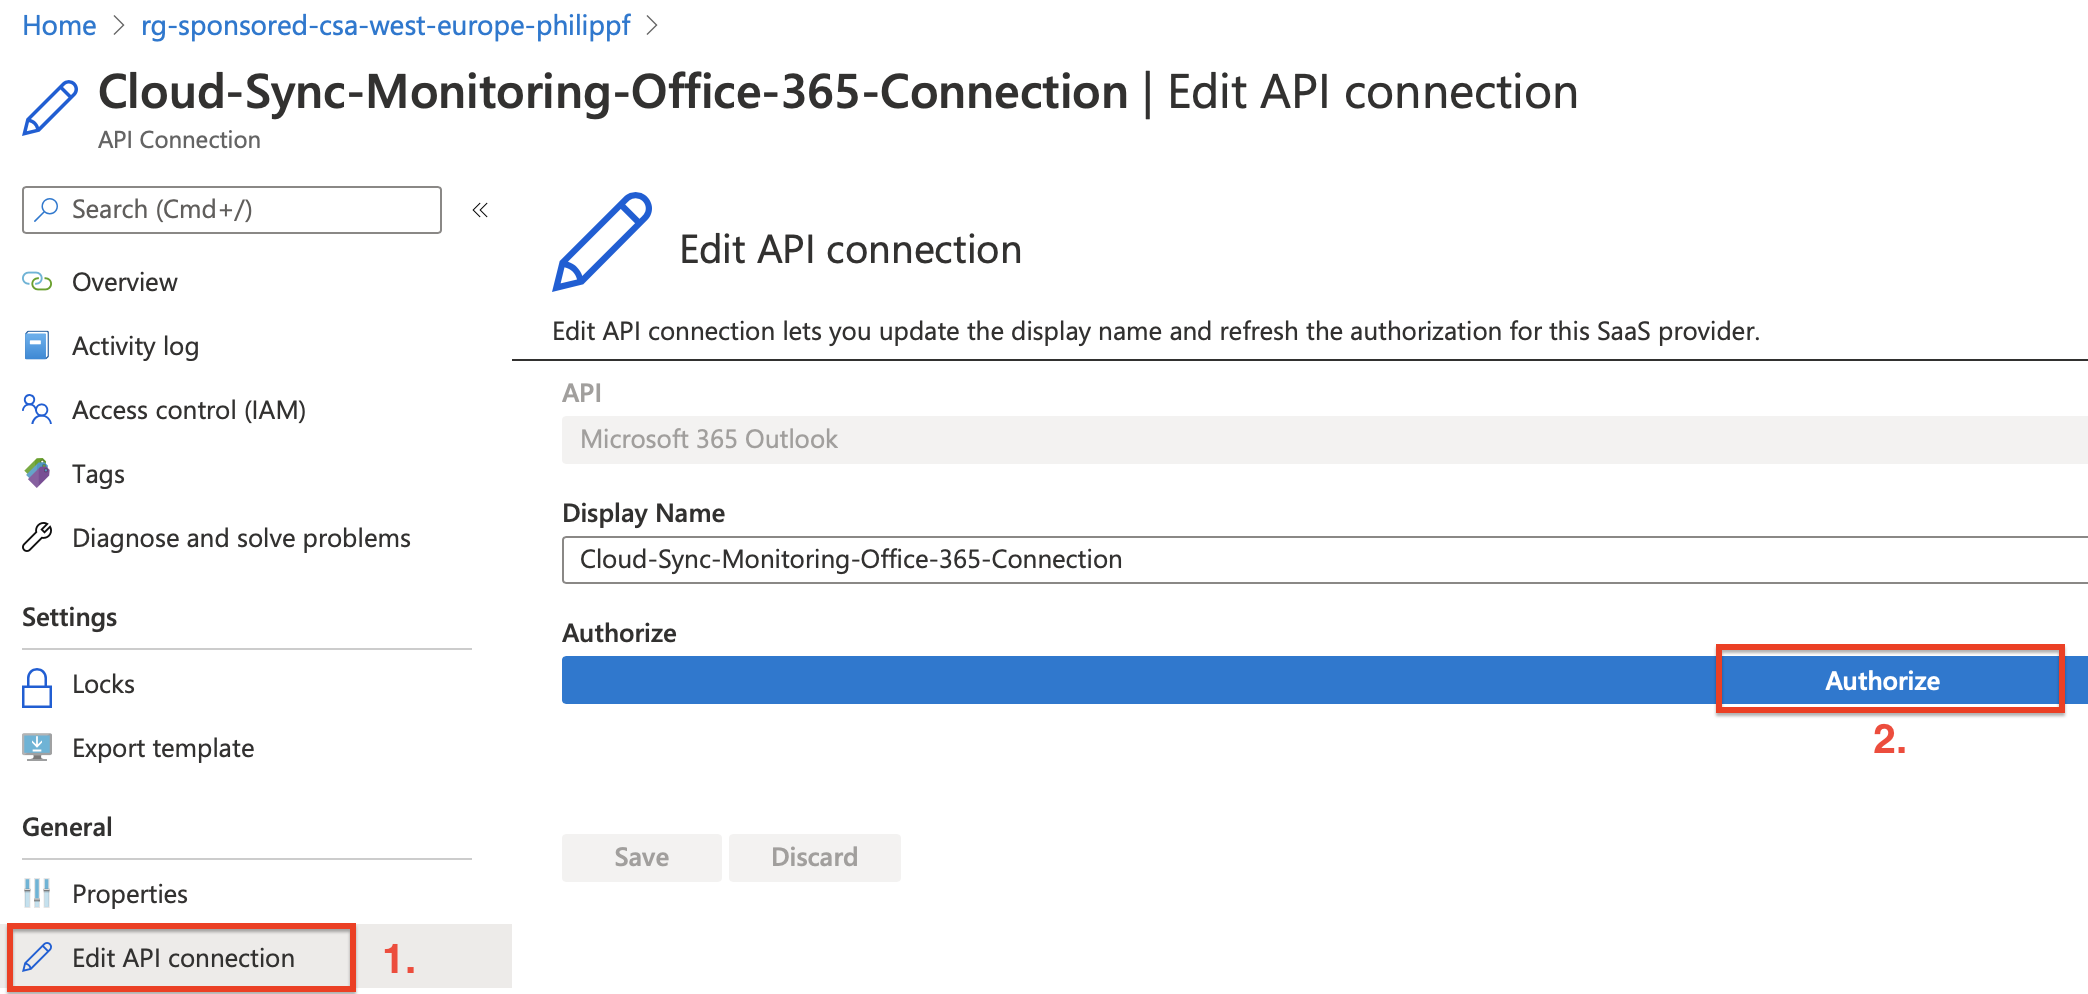 Home > rg-sponsored-csa-west-europe-philippf >
Cloud-Sync-Monitoring-Office-365-Connection | Edit API connection
API Connection
Search (Cmd+/)
«
Overview
Activity log
Access control (IAM)
Tags
Diagnose and solve problems
Settings
Locks
Export template
General
Properties
Edit API connection
1.
Edit API connection
Edit API connection lets you update the display name and refresh the authorization for this SaaS provider.
API
Microsoft 365 Outlook
Display Name
Cloud-Sync-Monitoring-Office-365-Connection
Authorize
Authorize
2.
Save Discard